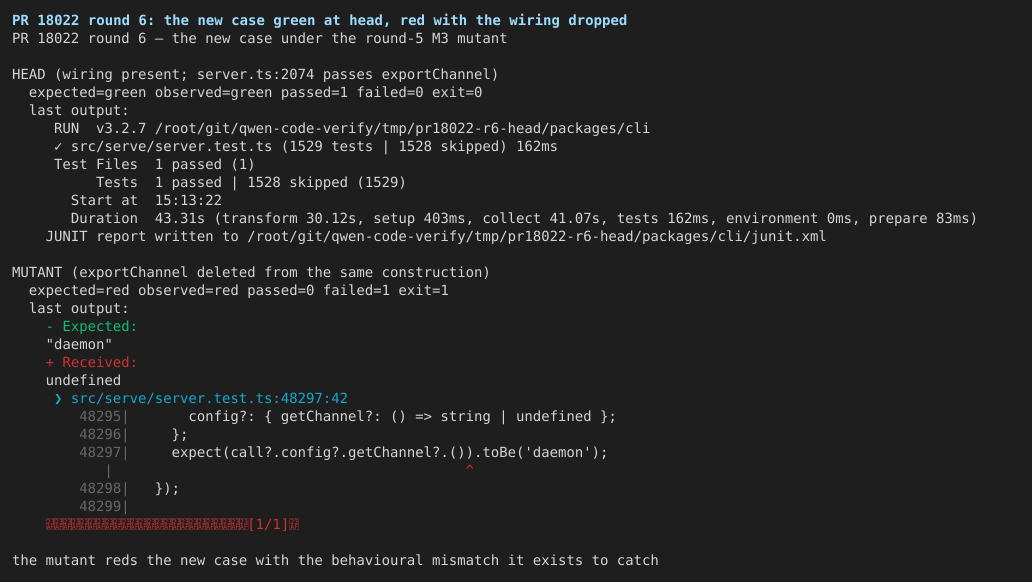 PR 18022 round 6: the new case green at head, red with the wiring dropped
PR 18022 round 6 — the new case under the round-5 M3 mutant
HEAD (wiring present; server.ts:2074 passes exportChannel)
expected=green observed=green passed=1 failed=0 exit=0
last output:
RUN  v3.2.7 /root/git/qwen-code-verify/tmp/pr18022-r6-head/packages/cli
✓ src/serve/server.test.ts (1529 tests | 1528 skipped) 162ms
Test Files  1 passed (1)
Tests  1 passed | 1528 skipped (1529)
Start at  15:13:22
Duration  43.31s (transform 30.12s, setup 403ms, collect 41.07s, tests 162ms, environment 0ms, prepare 83ms)
JUNIT report written to /root/git/qwen-code-verify/tmp/pr18022-r6-head/packages/cli/junit.xml
MUTANT (exportChannel deleted from the same construction)
expected=red observed=red passed=0 failed=1 exit=1
last output:
- Expected:
"daemon"
+ Received:
undefined
❯ src/serve/server.test.ts:48297:42
48295|       config?: { getChannel?: () => string | undefined };
48296|     };
48297|     expect(call?.config?.getChannel?.()).toBe('daemon');
|                                          ^
48298|   });
48299|
[1/1]
the mutant reds the new case with the behavioural mismatch it exists to catch